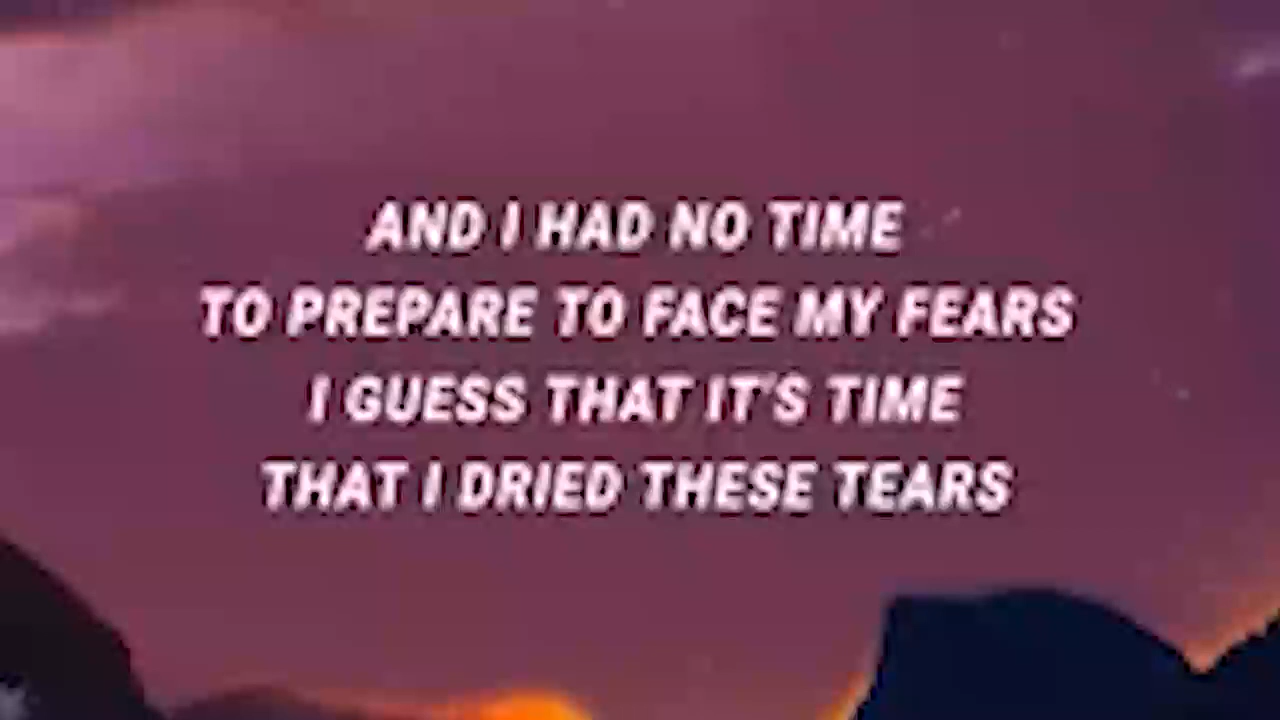 AND I HAD NO TIME
TO PREPARE TO FACE MY FEARS
I GUESS THAT IT'S TIME
THAT I DRIED THESE TEARS